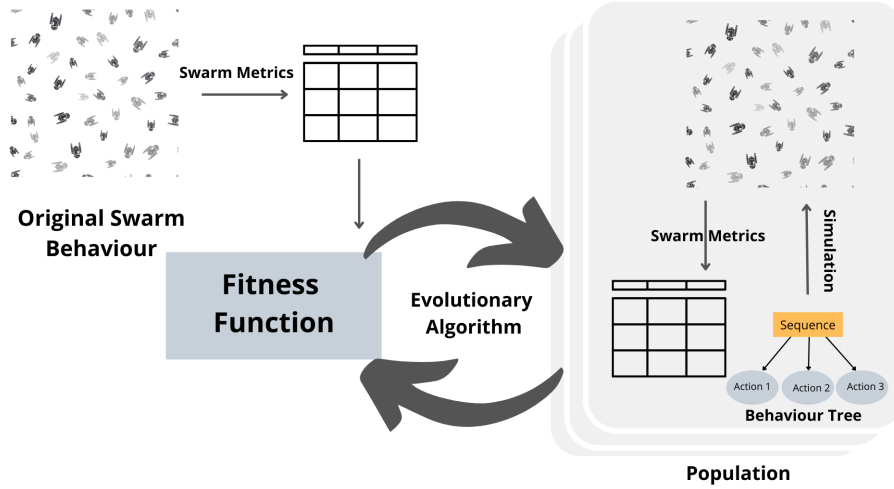 Swarm Metrics
Original Swarm
Behaviour
Fitness
Function
Evolutionary
Algorithm
Swarm Metrics
Simulation
Sequence
Action 1
Action 2
Action 3
Behaviour Tree
Population